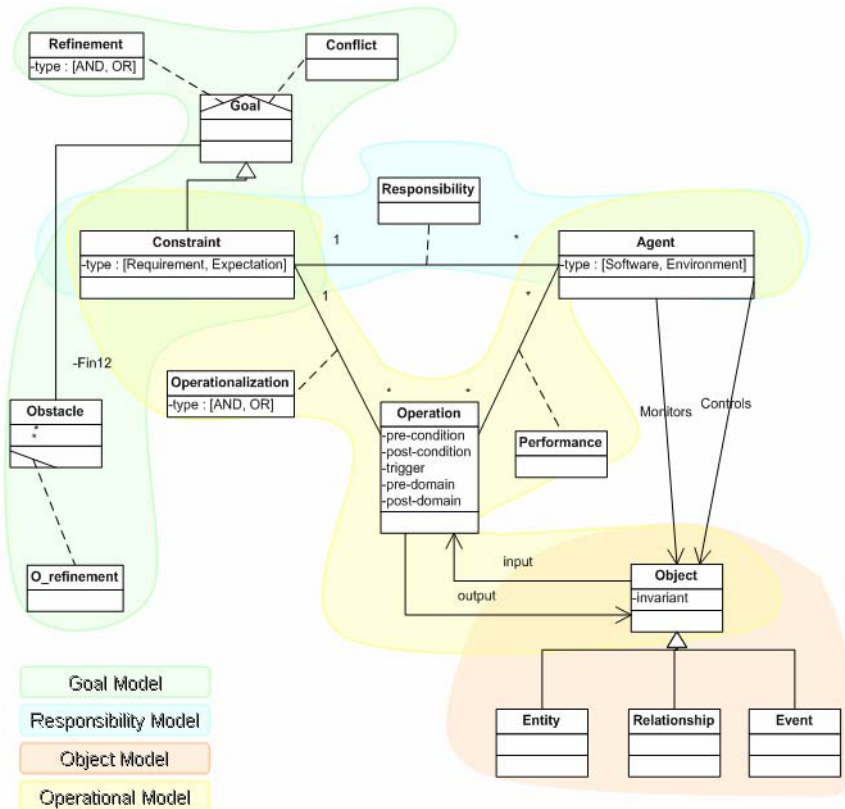 Refinement
-type : [AND, OR]
Conflict
Goal
Responsibility
Constraint
-type : [Requirement, Expectation]
1
*
Agent
-type : [Software, Environment]
1
*
-Fin12
Operationalization
-type : [AND, OR]
*
*
Monitors
Controls
Obstacle
*
*
Operation
-pre-condition
-post-condition
-trigger
-pre-domain
-post-domain
Performance
O_refinement
input
output
Object
-invariant
Entity
Relationship
Event
Goal Model
Responsibility Model
Object Model
Operational Model